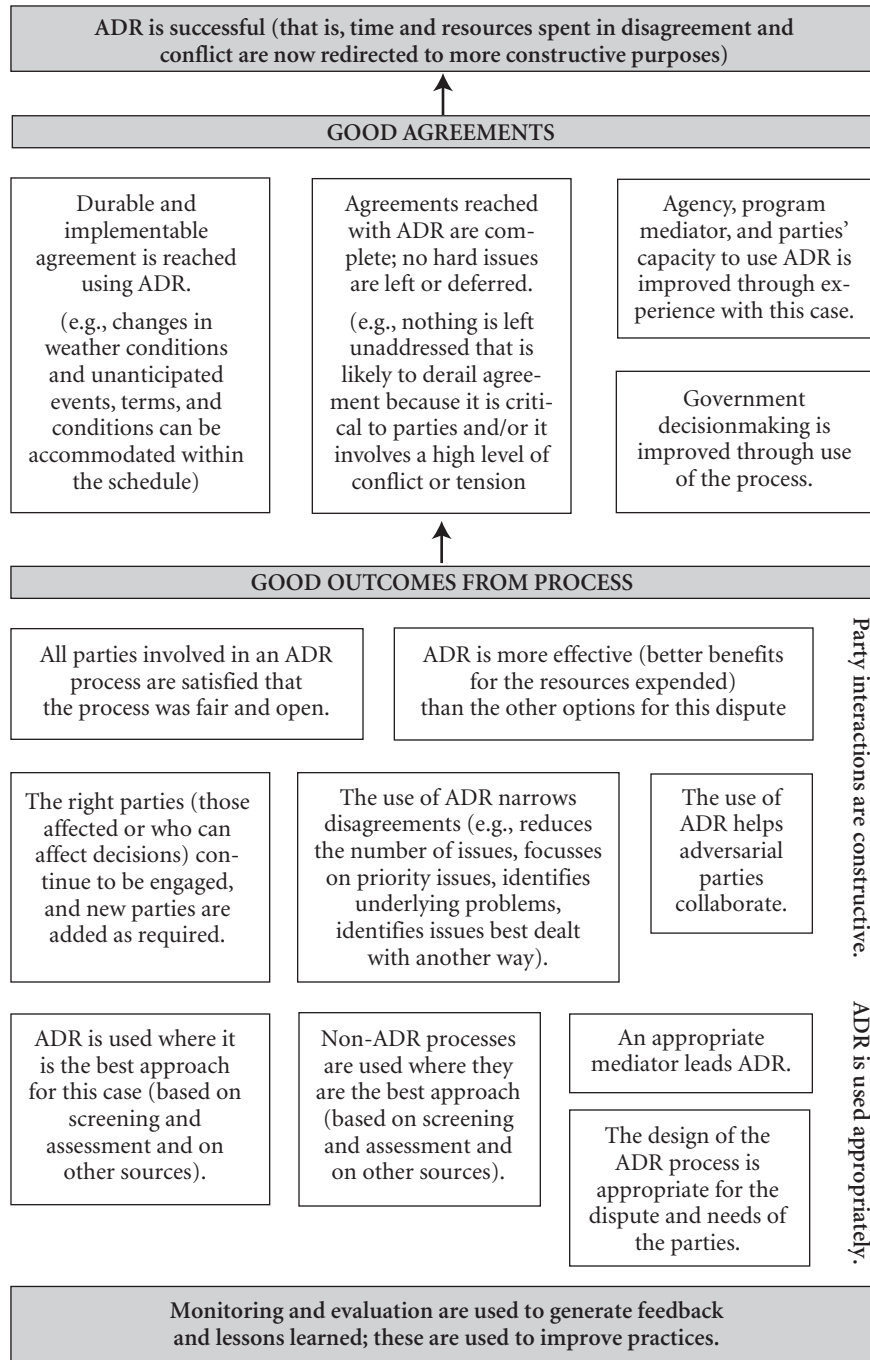 ADR is successful (that is, time and resources spent in disagreement and
conflict are now redirected to more constructive purposes)
GOOD AGREEMENTS
Durable and
implementable
agreement is reached
using ADR.
(e.g., changes in
weather conditions
and unanticipated
events, terms, and
conditions can be
accommodated within
the schedule)
Agreements reached
with ADR are com-
plete; no hard issues
are left or deferred.
(e.g., nothing is left
unaddressed that is
likely to derail agree-
ment because it is criti-
cal to parties and/or it
involves a high level of
conflict or tension
Agency, program
mediator, and parties’
capacity to use ADR is
improved through ex-
perience with this case.
Government
decisionmaking is
improved through use
of the process.
GOOD OUTCOMES FROM PROCESS
All parties involved in an ADR
process are satisfied that
the process was fair and open.
ADR is more effective (better benefits
for the resources expended)
than the other options for this dispute
The right parties (those
affected or who can
affect decisions) con-
tinue to be engaged,
and new parties are
added as required.
The use of ADR narrows
disagreements (e.g., reduces
the number of issues, focusses
on priority issues, identifies
underlying problems,
identifies issues best dealt
with another way).
The use of
ADR helps
adversarial
parties
collaborate.
Party interactions are constructive.
ADR is used where it
is the best approach
for this case (based on
screening and
assessment and on
other sources).
Non-ADR processes
are used where they
are the best approach
(based on screening
and assessment and
on other sources).
An appropriate
mediator leads ADR.
The design of the
ADR process is
appropriate for the
dispute and needs of
the parties.
ADR is used appropriately.
Monitoring and evaluation are used to generate feedback
and lessons learned; these are used to improve practices.